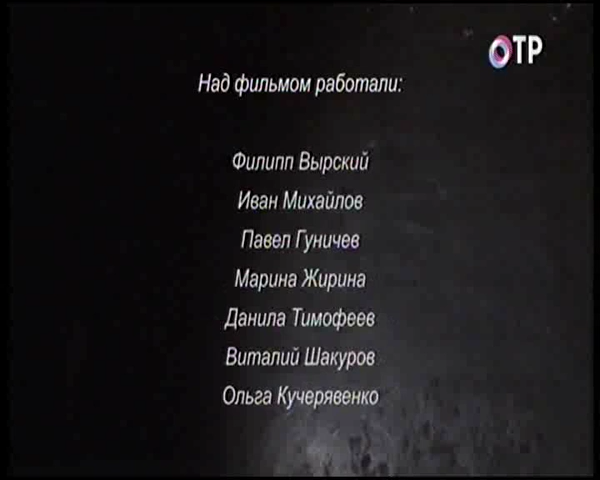 ОТР
Над фильмом работали:
Филипп Вырский
Иван Михайлов
Павел Гуничев
Марина Жирина
Данила Тимофеев
Виталий Шакуров
Ольга Кучерявенко